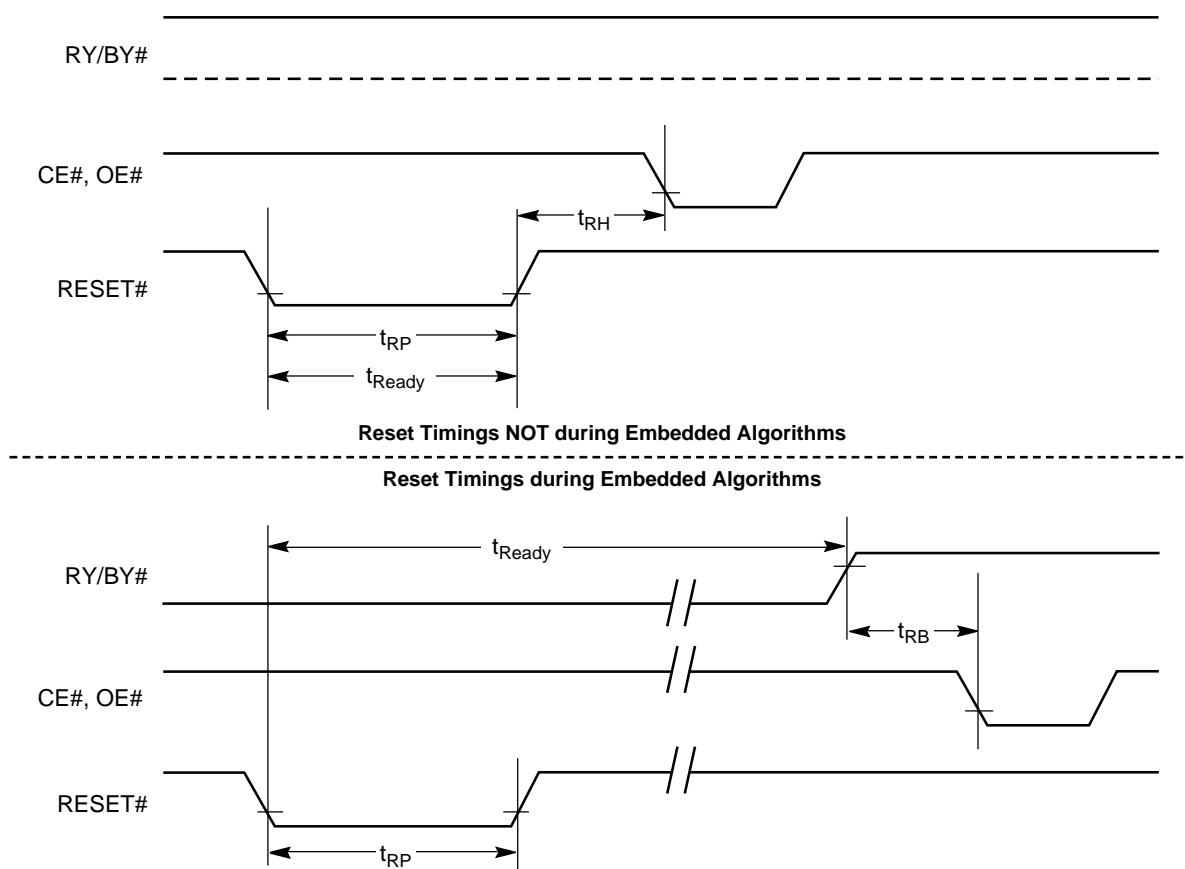 RY/BY#
CE#, OE#
tRH
RESET#
tRP
tReady
Reset Timings NOT during Embedded Algorithms
Reset Timings during Embedded Algorithms
tReady
RY/BY#
tRB
CE#, OE#
RESET#
tRP